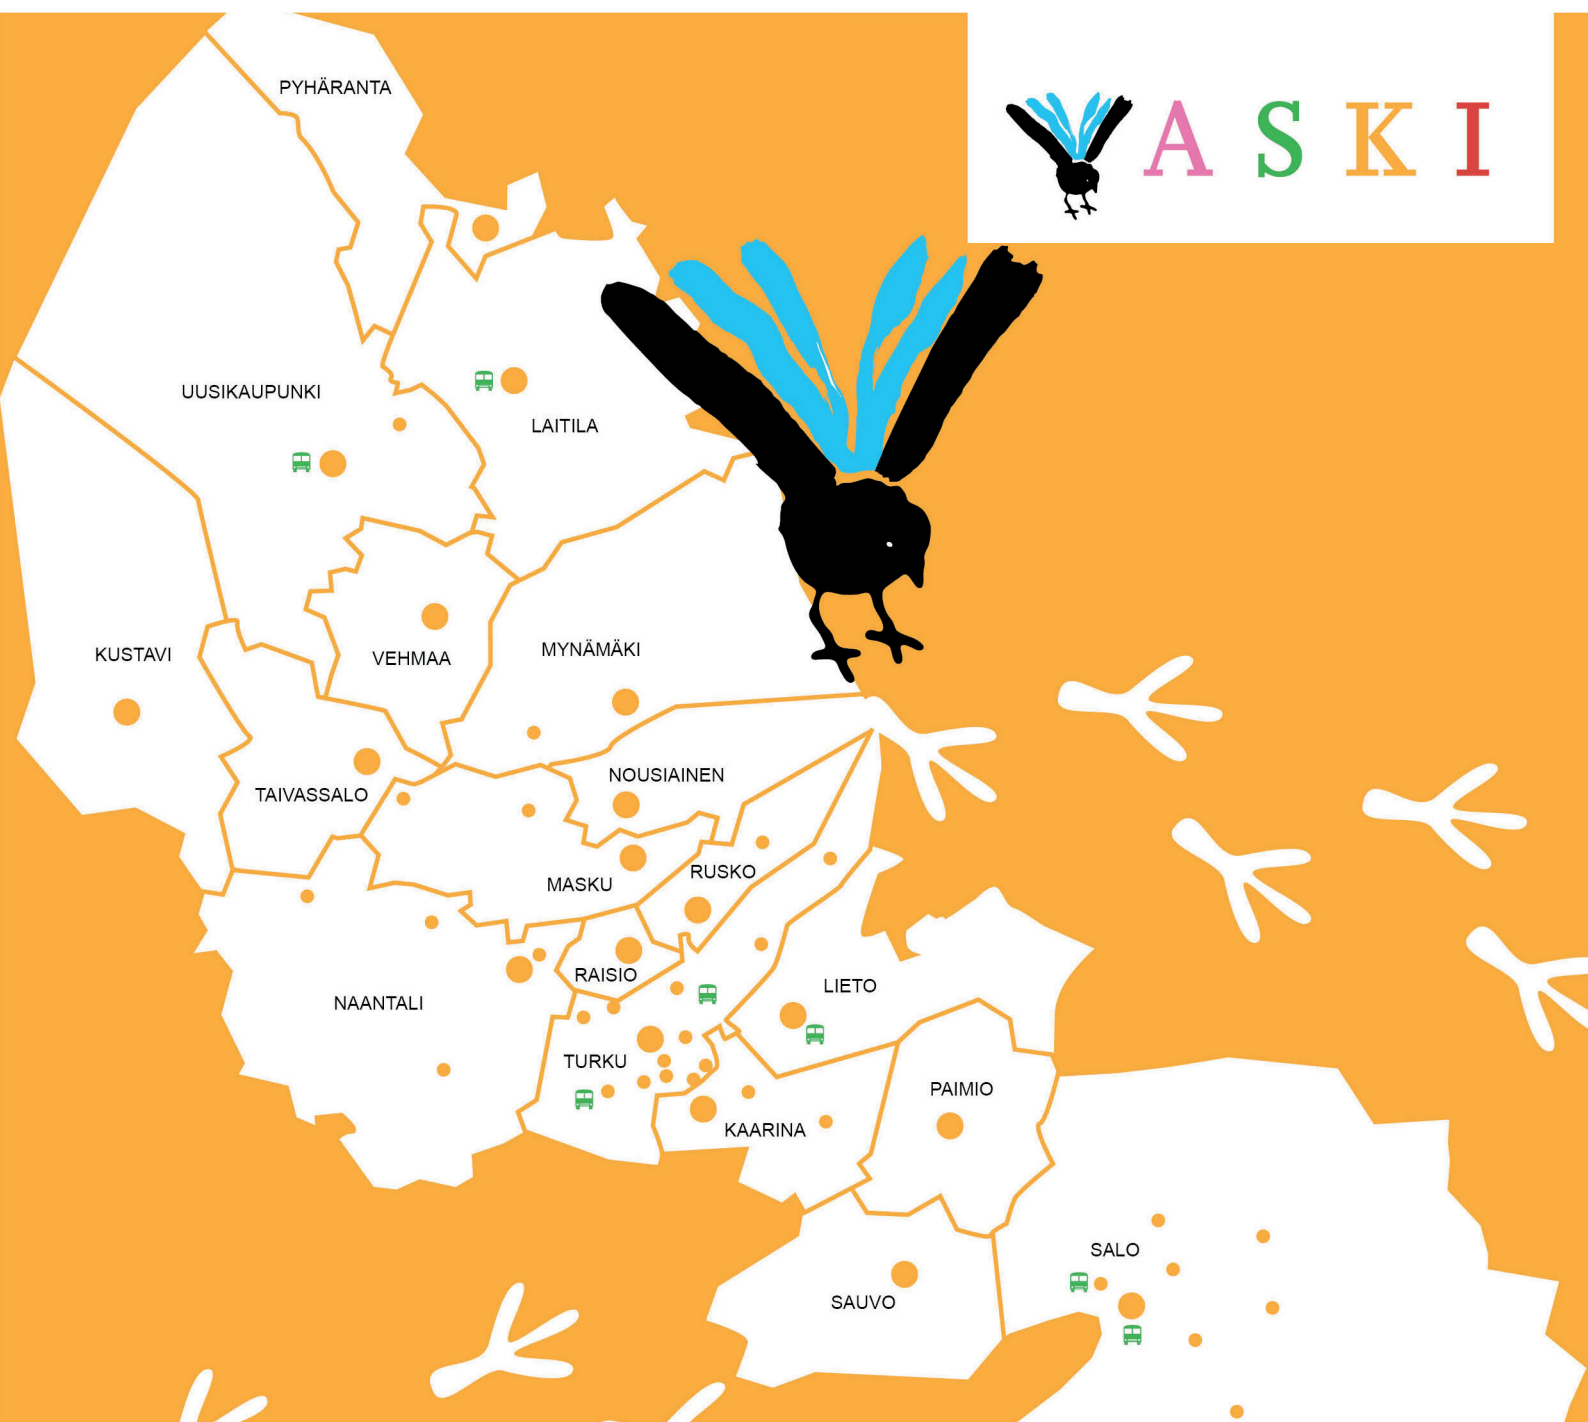 VASKI
PYHÄRANTA
UUSIKAUPUNKI
LAITILA
KUSTAVI
VEHMAA
MYNÄMÄKI
TAIVASSALO
NOUSIAINEN
MASKU
RUSKO
RAISIO
NAANTALI
LIETO
TURKU
PAIMIO
KAARINA
SALO
SAUVO